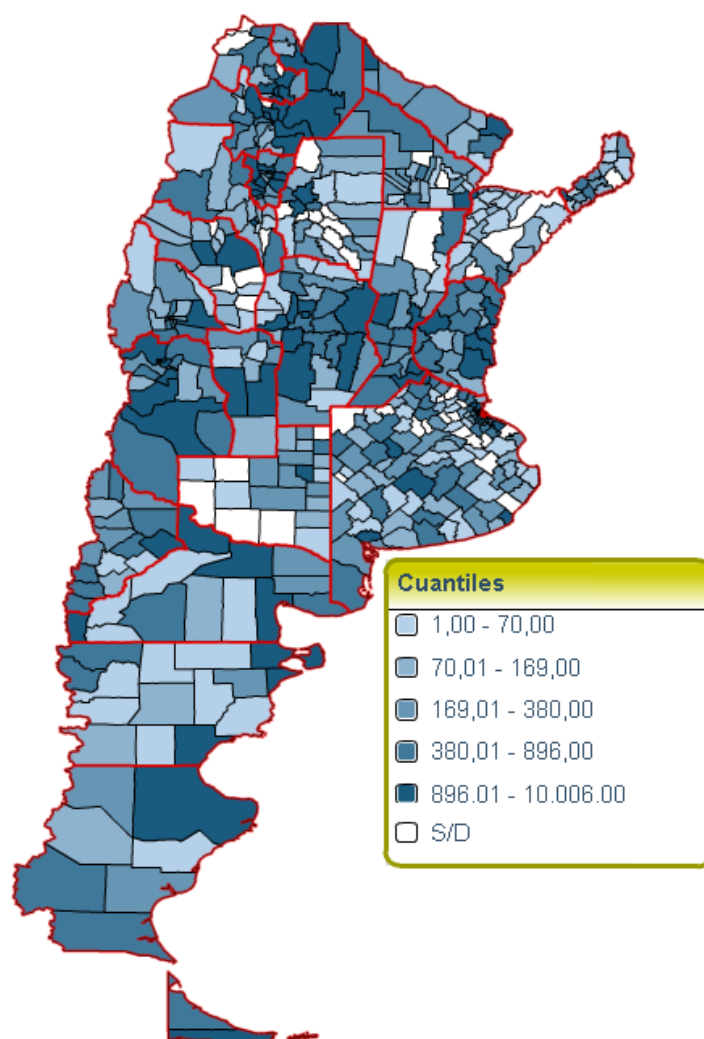 Cuantiles
1,00 - 70,00
70,01 - 169,00
169,01 - 380,00
380,01 - 896,00
896.01 - 10.006.00
S/D